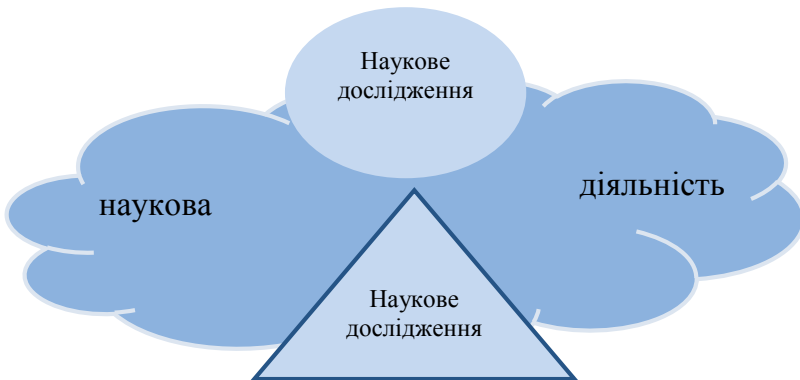 Наукове
дослідження
наукова
діяльність
Наукове
дослідження